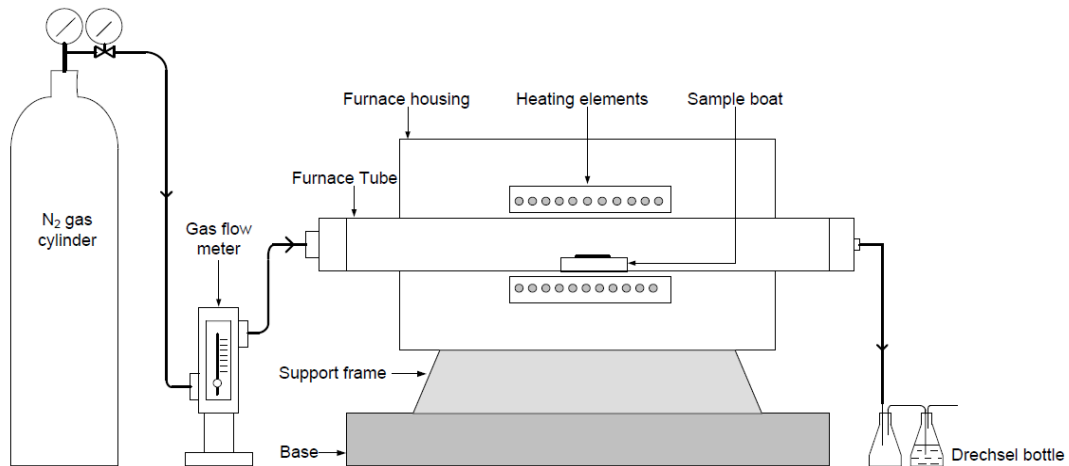 Furnace housing
Heating elements
Sample boat
Furnace Tube
N₂ gas
cylinder
Gas flow
meter
Support frame
Base
Drechsel bottle